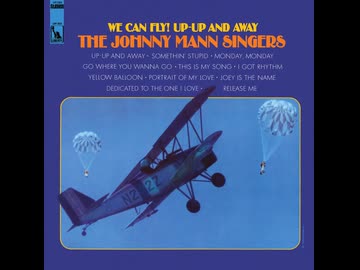 WE CAN FLY! UP-UP AND AWAY
THE JOHNNY MANN SINGERS
UP-UP AND AWAY • SOMETHIN' STUPID • MONDAY, MONDAY
GO WHERE YOU WANNA GO • THIS IS MY SONG • I GOT RHYTHM
YELLOW BALLOON • PORTRAIT OF MY LOVE • JOEY IS THE NAME
DEDICATED TO THE ONE I LOVE • RELEASE ME